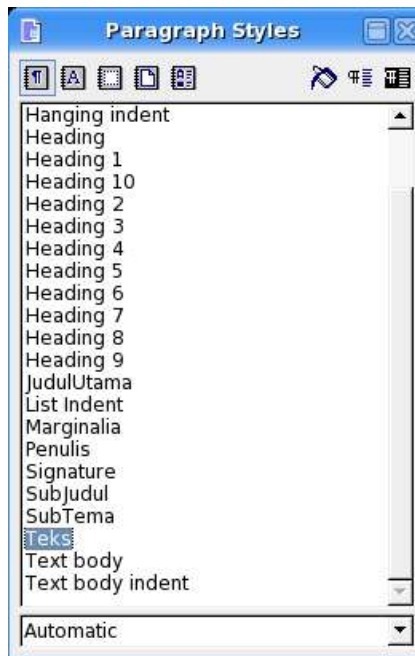 Paragraph Styles
Hanging indent
Heading
Heading 1
Heading 10
Heading 2
Heading 3
Heading 4
Heading 5
Heading 6
Heading 7
Heading 8
Heading 9
JudulUtama
List Indent
Marginalia
Penulis
Signature
SubJudul
SubTema
Teks
Text body
Text body indent
Automatic